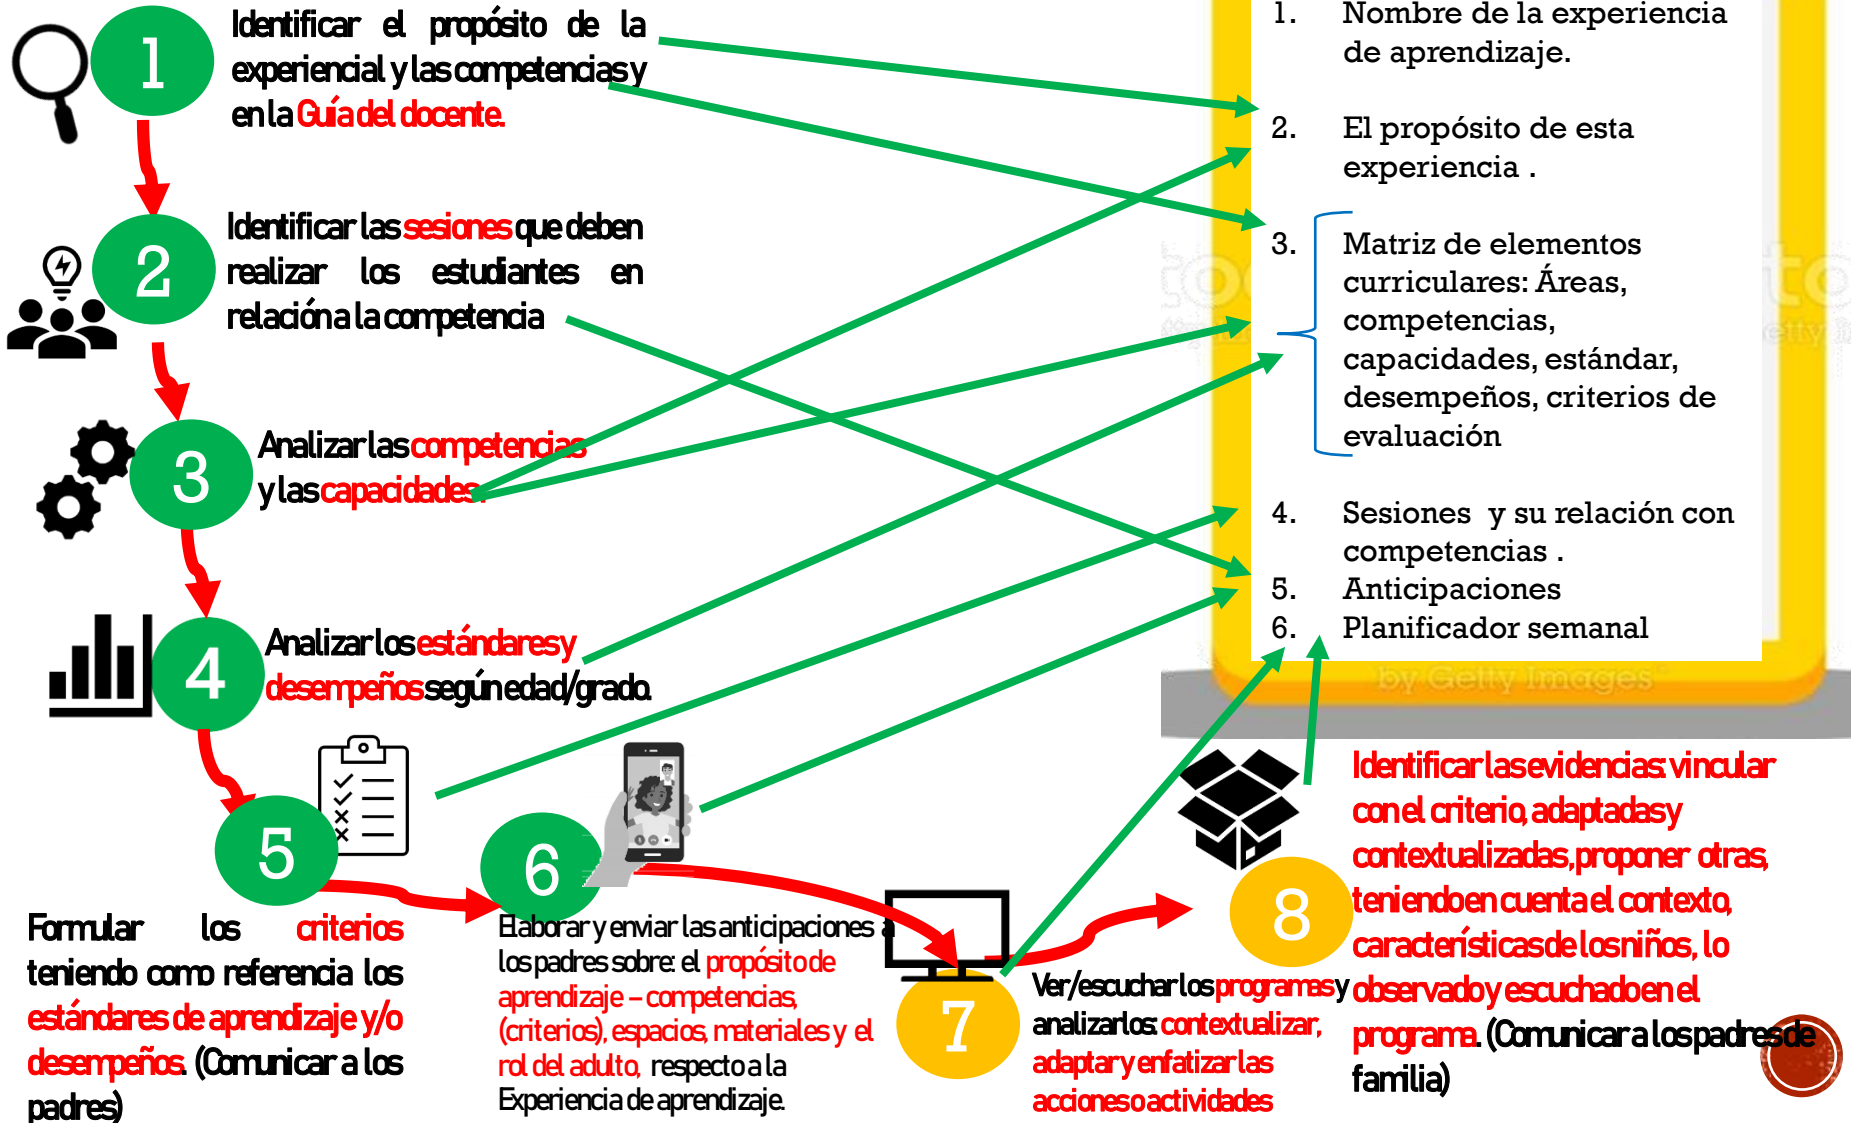 1
Identificar el propósito de la
experiencial y las competencias y
en la Guía del docente.
2
Identificar las sesiones que deben
realizar los estudiantes en
relación a la competencia
3
Analizar las competencias
y las capacidades.
4
Analizar los estándares y
desempeños según edad/grado.
5
Formular los criterios
teniendo como referencia los
estándares de aprendizaje y/o
desempeños. (Comunicar a los
padres)
6
Elaborar y enviar las anticipaciones a
los padres sobre: el propósito de
aprendizaje – competencias,
(criterios), espacios, materiales y el
rol del adulto, respecto a la
Experiencia de aprendizaje.
7
Ver/escuchar los programas y
analizarlos: contextualizar,
adaptar y enfatizar las
acciones o actividades
8
Identificar las evidencias: vincular
con el criterio, adaptadas y
contextualizadas, proponer otras,
teniendo en cuenta el contexto,
características de los niños, lo
observado y escuchado en el
programa. (Comunicar a los padres de
familia)
1. Nombre de la experiencia
de aprendizaje.
2. El propósito de esta
experiencia .
3. Matriz de elementos
curriculares: Áreas,
competencias,
capacidades, estándar,
desempeños, criterios de
evaluación
4. Sesiones y su relación con
competencias .
5. Anticipaciones
6. Planificador semanal
by Getty Images